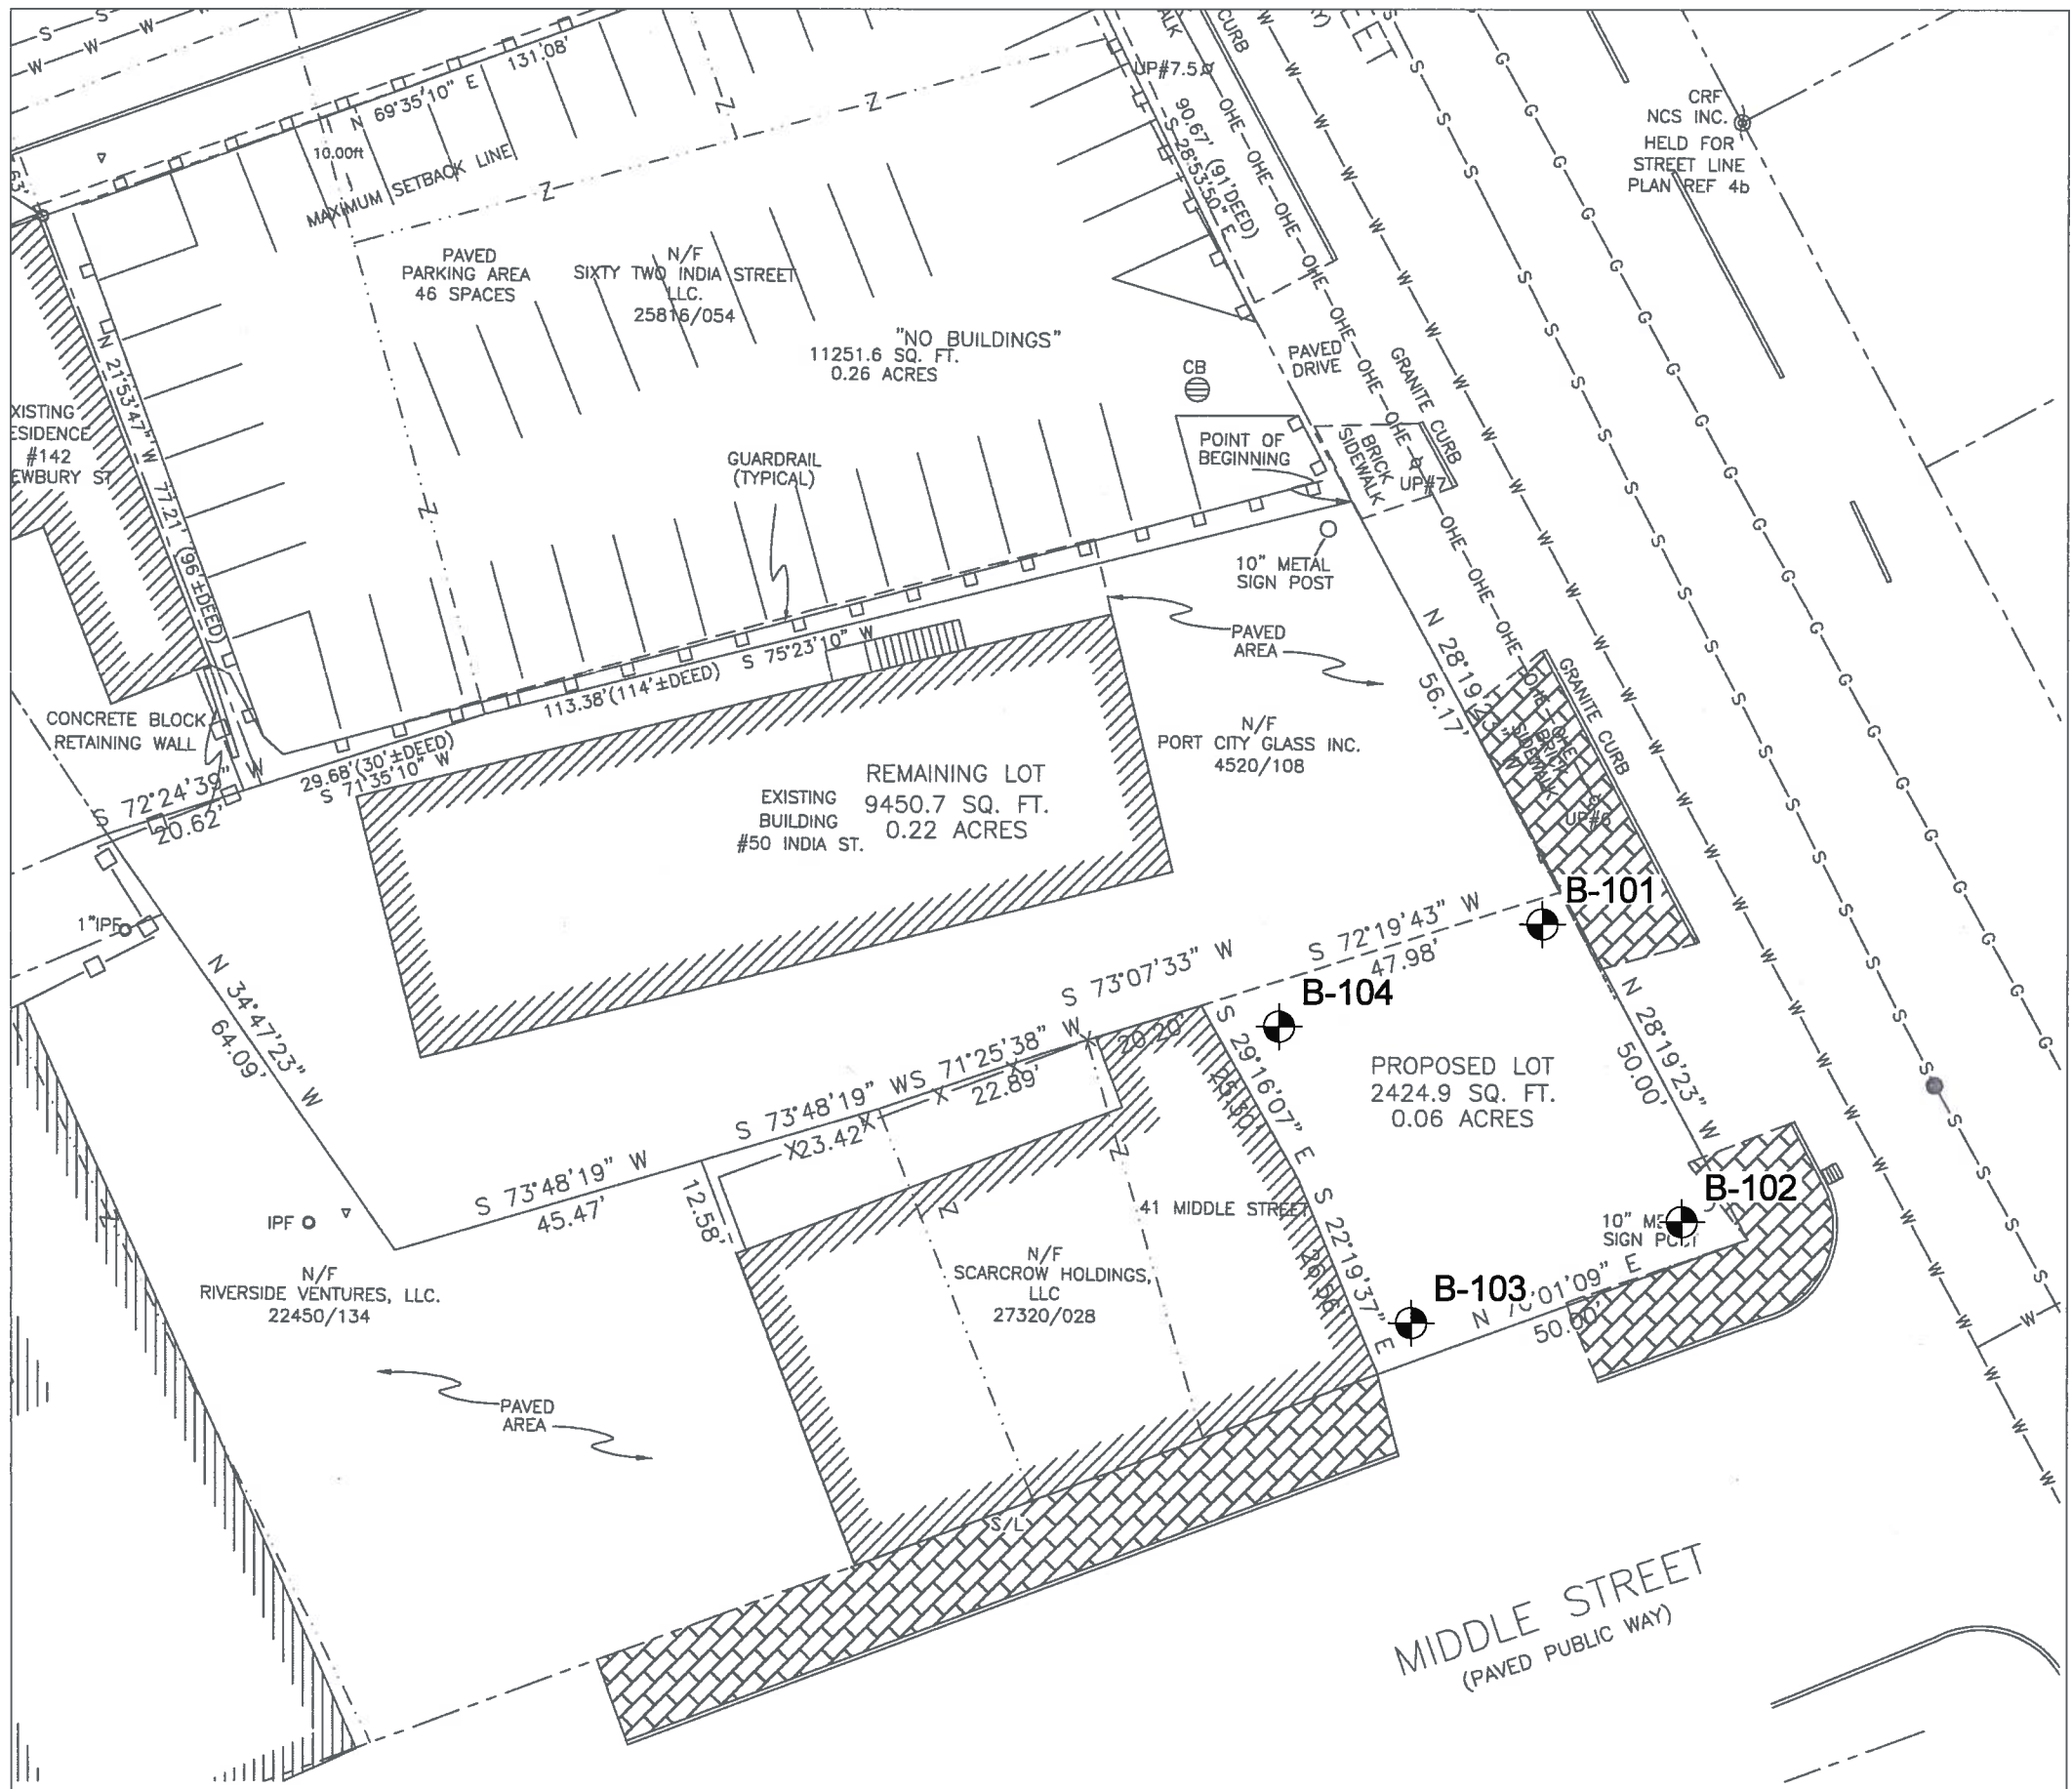 S
S
W
W
W
131.08'
N 69°35'10" E
10.00ft
MAXIMUM SETBACK LINE
Z
Z
Z
Z
PAVED
PARKING AREA
46 SPACES
N/F
SIXTY TWO INDIA STREET
LLC.
25816/054
"NO BUILDINGS"
11251.6 SQ. FT.
0.26 ACRES
CURB
UP#7.5
90.67' (91'DEED)
S 28°53'50" E
OHE
CRF
NCS INC.
HELD FOR
STREET LINE
PLAN REF 4b
N 21°53'47" W
77.21' (96'±DEED)
XISTING
ESIDENCE
#142
EWBURY ST
GUARDRAIL
(TYPICAL)
CB
PAVED
DRIVE
GRANITE CURB
POINT OF
BEGINNING
BRICK
SIDEWALK
UP#7
10" METAL
SIGN POST
PAVED
AREA
N 28°19'23" W
56.17'
GRANITE CURB
BRICK
SIDEWALK
UP#6
CONCRETE BLOCK
RETAINING WALL
S 72°24'39" W
20.62'
29.68'(30'±DEED)
S 71°35'10" W
113.38'(114'±DEED)
S 75°23'10" W
N/F
PORT CITY GLASS INC.
4520/108
REMAINING LOT
9450.7 SQ. FT.
0.22 ACRES
EXISTING
BUILDING
#50 INDIA ST.
1"IPF
N 34°47'23" W
64.09'
B-101
S 72°19'43" W
47.98'
S 73°07'33" W
20.20'
B-104
S 71°25'38" W
22.89'
S 73°48'19" W
23.42'
S 73°48'19" W
45.47'
12.58'
S 29°16'07" E
25.30'
PROPOSED LOT
2424.9 SQ. FT.
0.06 ACRES
N 28°19'23" W
50.00'
B-102
10" ME
SIGN POST
41 MIDDLE STREET
S 22°19'37" E
26.56'
B-103
01'09" E
50.00'
IPF
N/F
RIVERSIDE VENTURES, LLC.
22450/134
N/F
SCARCROW HOLDINGS,
LLC
27320/028
PAVED
AREA
S/L
MIDDLE STREET
(PAVED PUBLIC WAY)